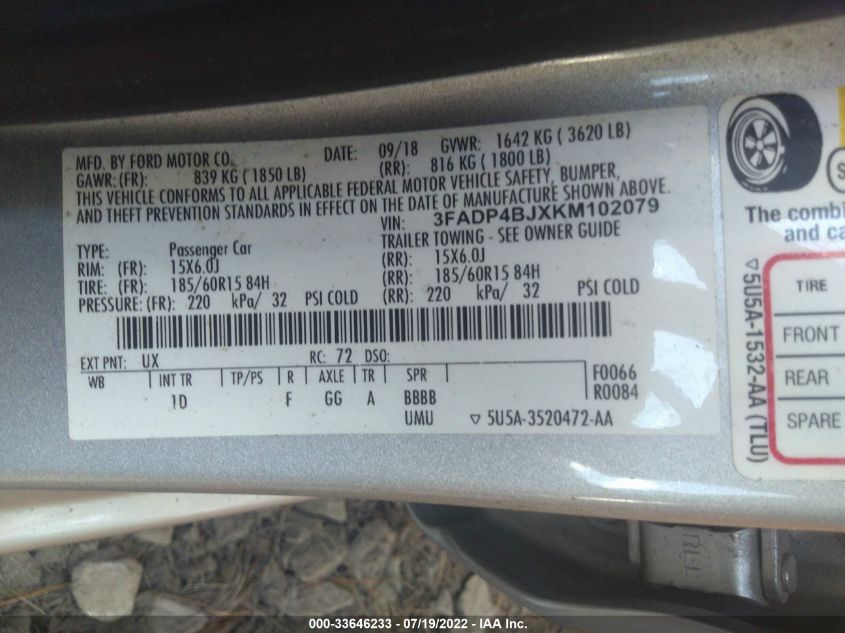 MFD. BY FORD MOTOR CO. DATE: 09/18 GVWR: 1642 KG ( 3620 LB)
GAWR: (FR): 839 KG ( 1850 LB) (RR): 816 KG ( 1800 LB)
THIS VEHICLE CONFORMS TO ALL APPLICABLE FEDERAL MOTOR VEHICLE SAFETY, BUMPER,
AND THEFT PREVENTION STANDARDS IN EFFECT ON THE DATE OF MANUFACTURE SHOWN ABOVE.
VIN: 3FADP4BJXKM102079
TYPE: Passenger Car TRAILER TOWING - SEE OWNER GUIDE
RIM: (FR): 15X6.0J (RR): 15X6.0J
TIRE: (FR): 185/60R15 84H (RR): 185/60R15 84H
PRESSURE: (FR): 220 kPa/ 32 PSI COLD (RR): 220 kPa/ 32 PSI COLD
EXT PNT: UX RC: 72 DSO:
WB INT TR TP/PS R AXLE TR SPR F0066
1D F GG A BBBB R0084
UMU ▽ 5U5A-3520472-AA
The combi
and ca
▽5U5A-1532-AA (TLU)
TIRE
FRONT
REAR
SPARE
000-33646233 - 07/19/2022 - IAA Inc.